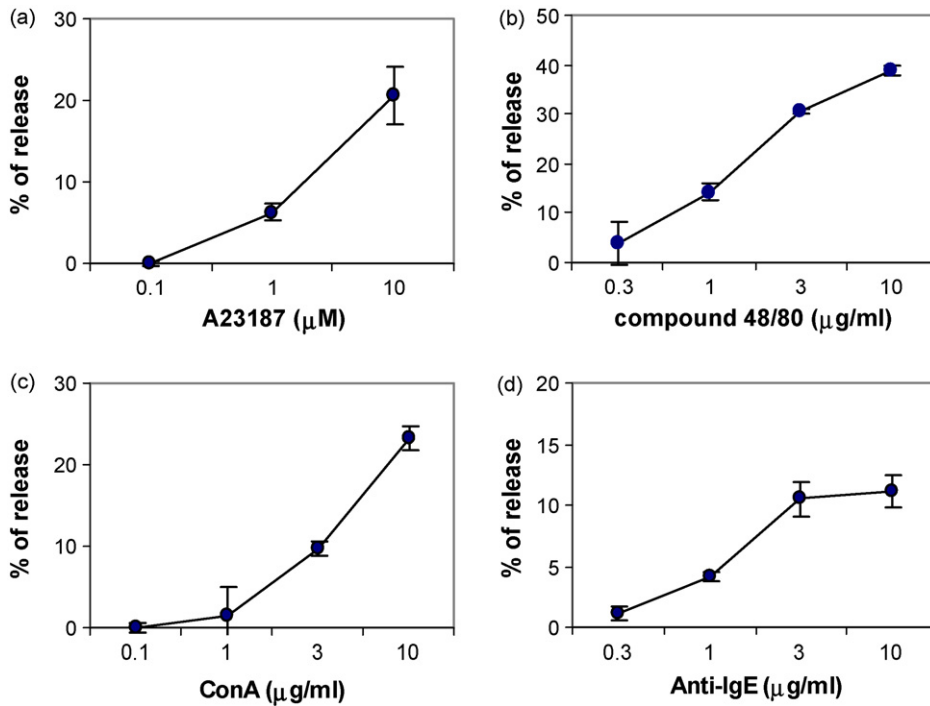 (a)
% of release
30
20
10
0
0.1 1 10
A23187 (μM)
(b)
% of release
50
40
30
20
10
0
0.3 1 3 10
compound 48/80 (μg/ml)
(c)
% of release
30
20
10
0
0.1 1 3 10
ConA (μg/ml)
(d)
% of release
20
15
10
5
0
0.3 1 3 10
Anti-IgE (μg/ml)